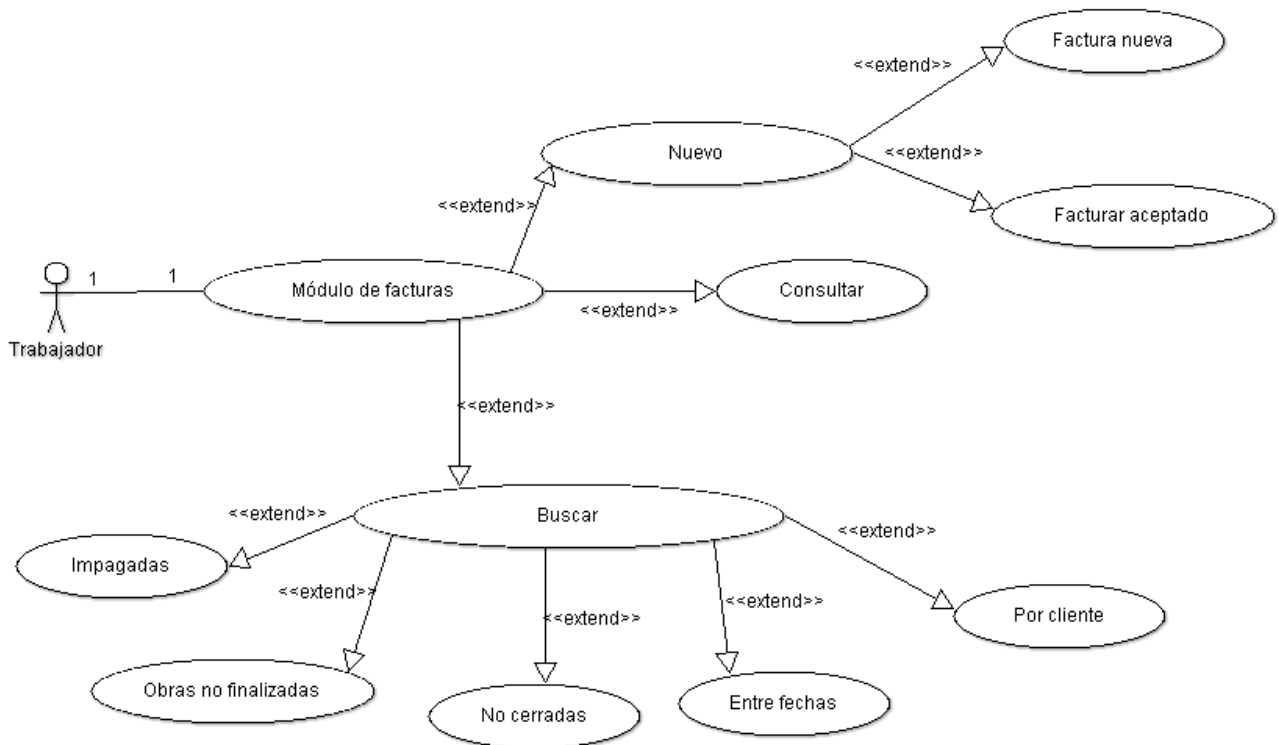 Factura nueva
<<extend>>
Nuevo
<<extend>>
<<extend>>
Facturar aceptado
1
1
Módulo de facturas
Consultar
<<extend>>
Trabajador
<<extend>>
<<extend>>
Buscar
<<extend>>
Impagadas
<<extend>>
<<extend>>
<<extend>>
Por cliente
Obras no finalizadas
No cerradas
Entre fechas